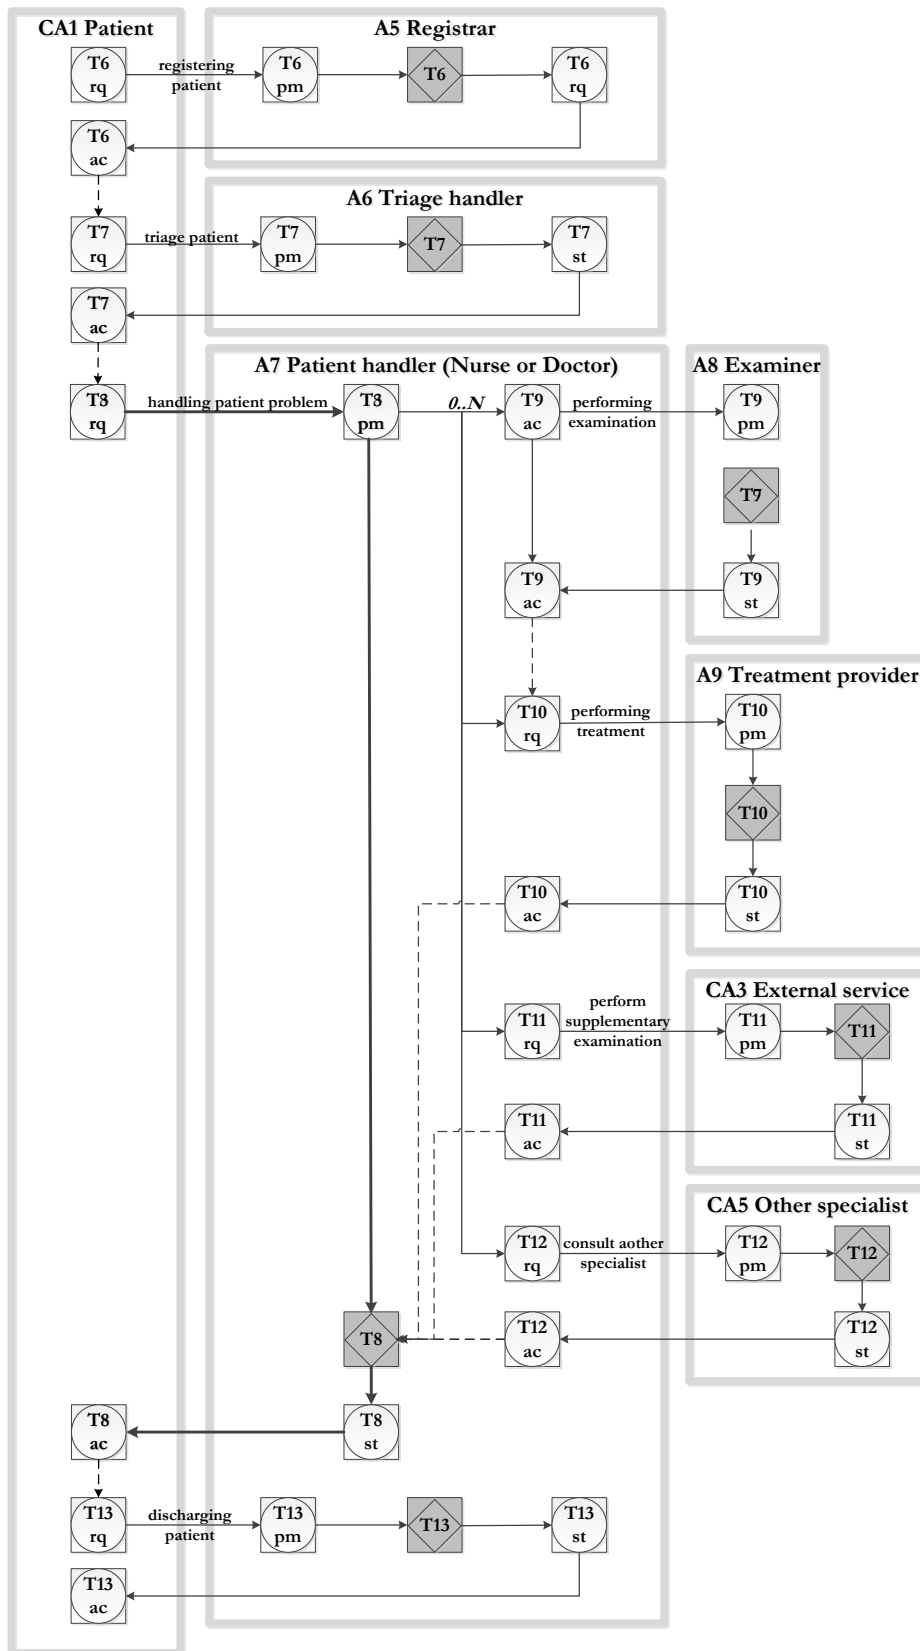 CA1 Patient
A5 Registrar
T6
rq
registering
patient
T6
pm
T6
T6
rq
T6
ac
A6 Triage handler
T7
rq
triage patient
T7
pm
T7
T7
st
T7
ac
A7 Patient handler (Nurse or Doctor)
A8 Examiner
T3
rq
handling patient problem
T3
pm
0..N
T9
ac
performing
examination
T9
pm
T9
ac
T9
st
A9 Treatment provider
T10
rq
performing
treatment
T10
pm
T10
T10
ac
T10
st
CA3 External service
T11
rq
perform
supplementary
examination
T11
pm
T11
T11
ac
T11
st
CA5 Other specialist
T12
rq
consult aother
specialist
T12
pm
T12
T8
T12
ac
T12
st
T8
ac
T8
st
T13
rq
discharging
patient
T13
pm
T13
T13
st
T13
ac